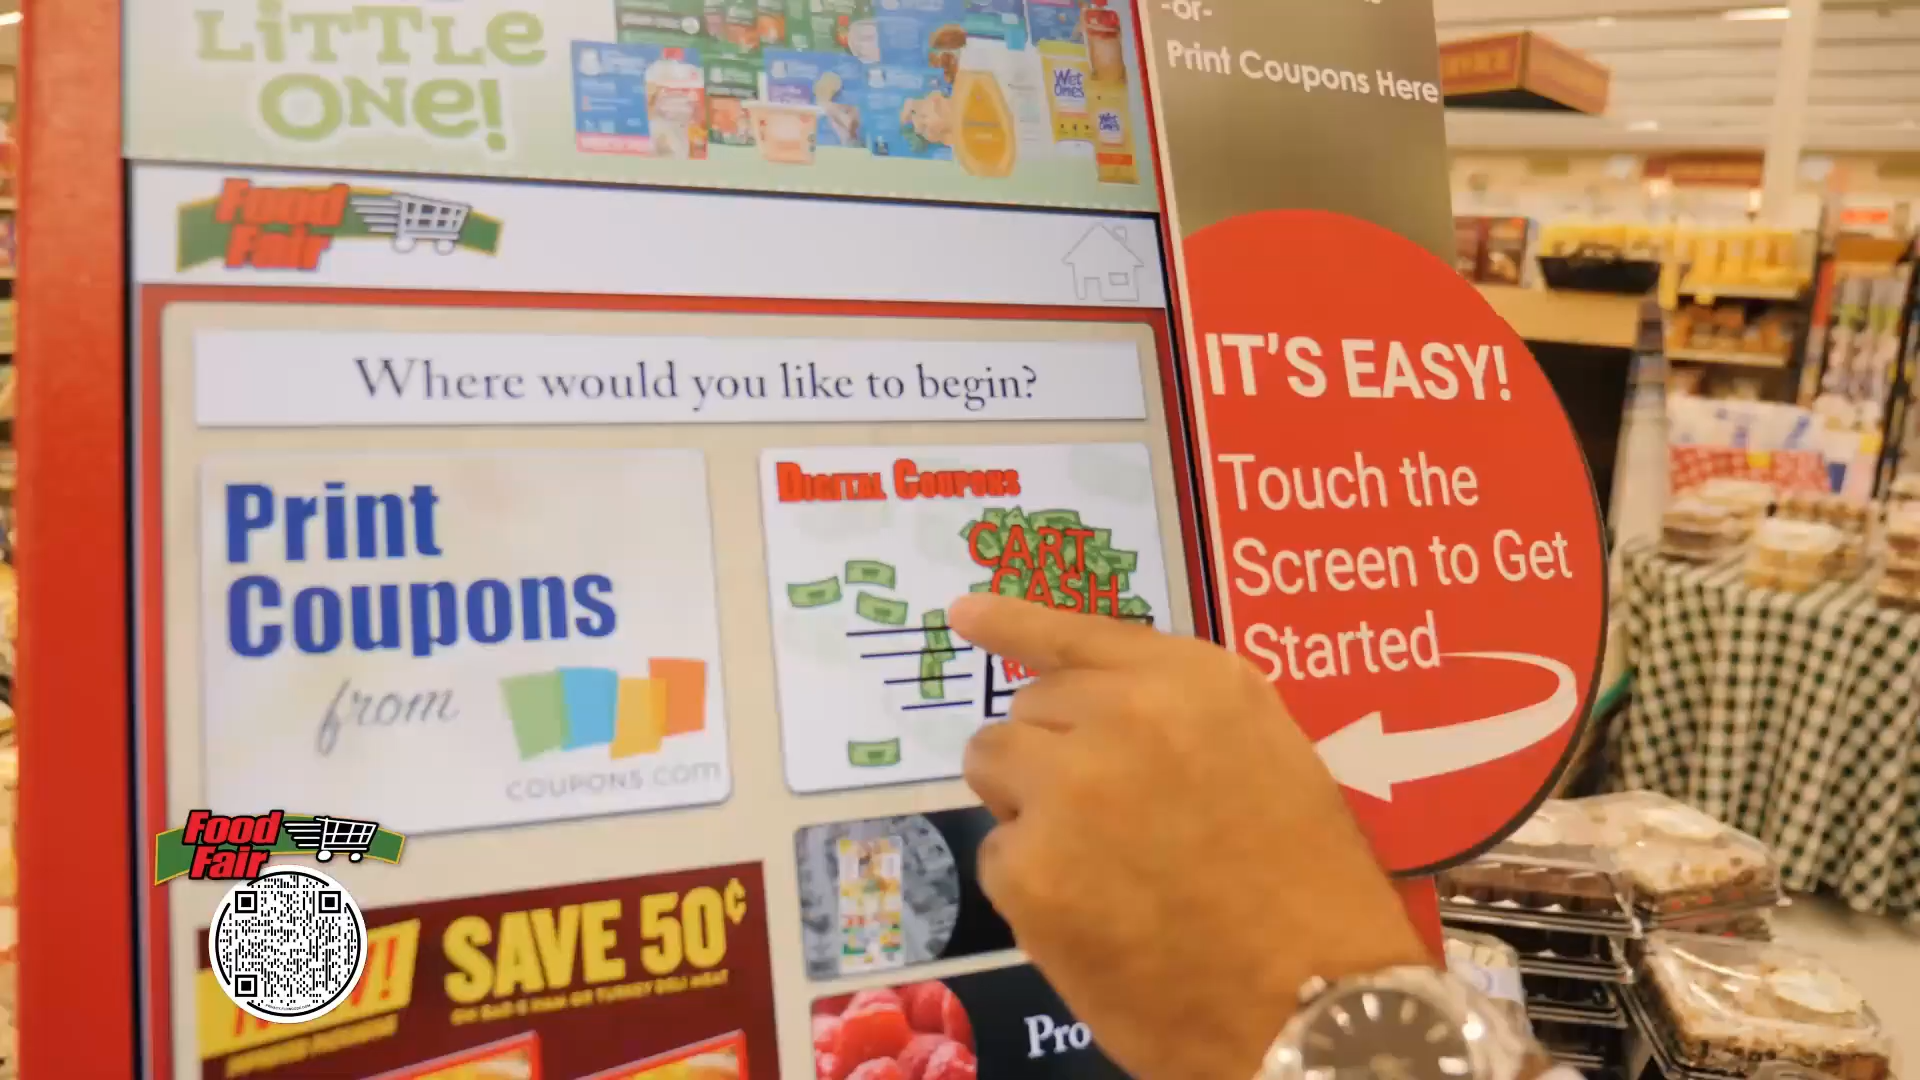 LiTTLe
ONe!
-or-
Print Coupons Here
Wet
Ones
Wet
Ones
Food
Fair
Where would you like to begin?
IT'S EASY!
Touch the
Screen to Get
Started
Print
Coupons
from
COUPONS.com
DIGITAL COUPONS
CART
CASH
Food
Fair
SAVE 50¢
Pro